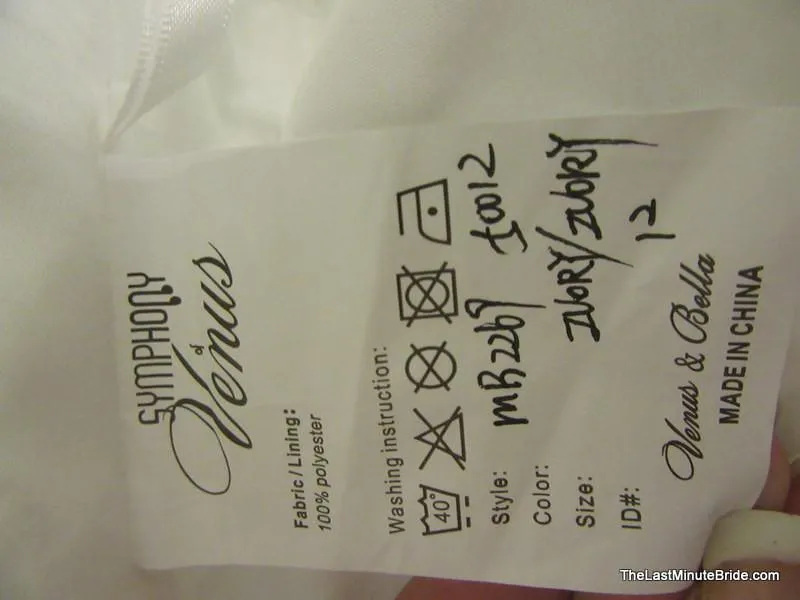 SYMPHONY
of
Venus
Fabric / Lining:
100% polyester
Washing instruction:
40°
Style: MB2269
Color: IVORY/IVORY
Size: 12
ID#:
Venus & Bella
MADE IN CHINA
TheLastMinuteBride.com